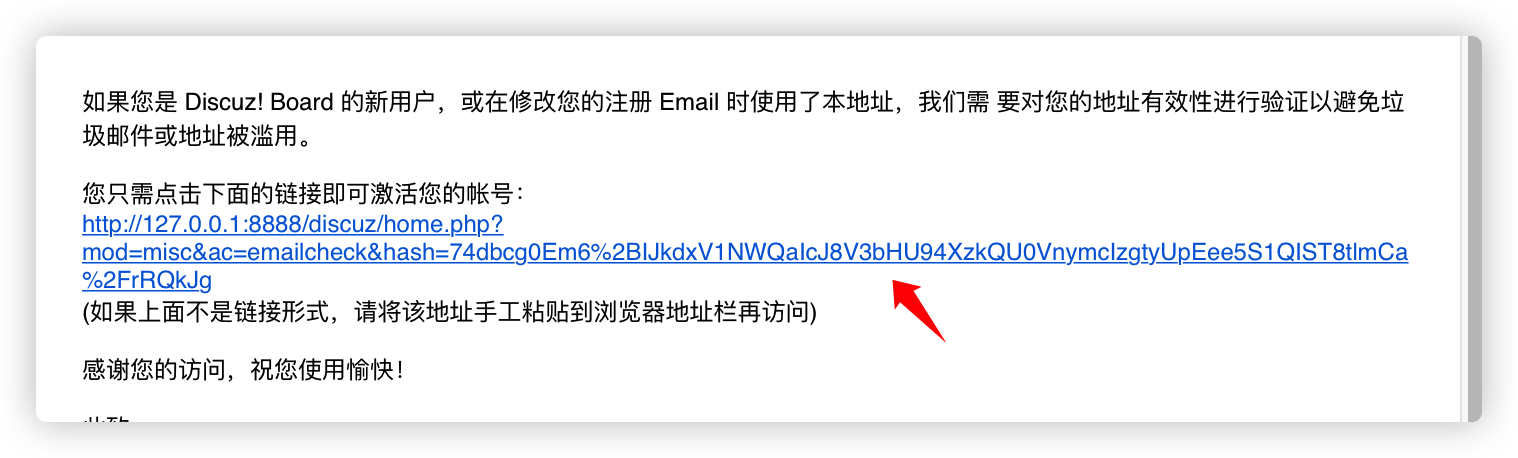 如果您是 Discuz! Board 的新用户，或在修改您的注册 Email 时使用了本地址，我们需 要对您的地址有效性进行验证以避免垃
圾邮件或地址被滥用。
您只需点击下面的链接即可激活您的帐号：
http://127.0.0.1:8888/discuz/home.php?
mod=misc&ac=emailcheck&hash=74dbcg0Em6%2BIJkdxV1NWQaIcJ8V3bHU94XzkQU0VnymcIzgtyUpEee5S1QIST8tlmCa
%2FrRQkJg
(如果上面不是链接形式，请将该地址手工粘贴到浏览器地址栏再访问)
感谢您的访问，祝您使用愉快！